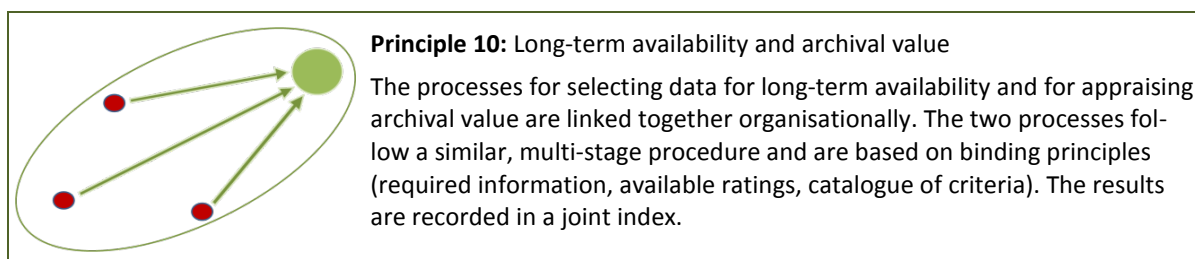 Principle 10: Long-term availability and archival value
The processes for selecting data for long-term availability and for appraising
archival value are linked together organisationally. The two processes fol-
low a similar, multi-stage procedure and are based on binding principles
(required information, available ratings, catalogue of criteria). The results
are recorded in a joint index.